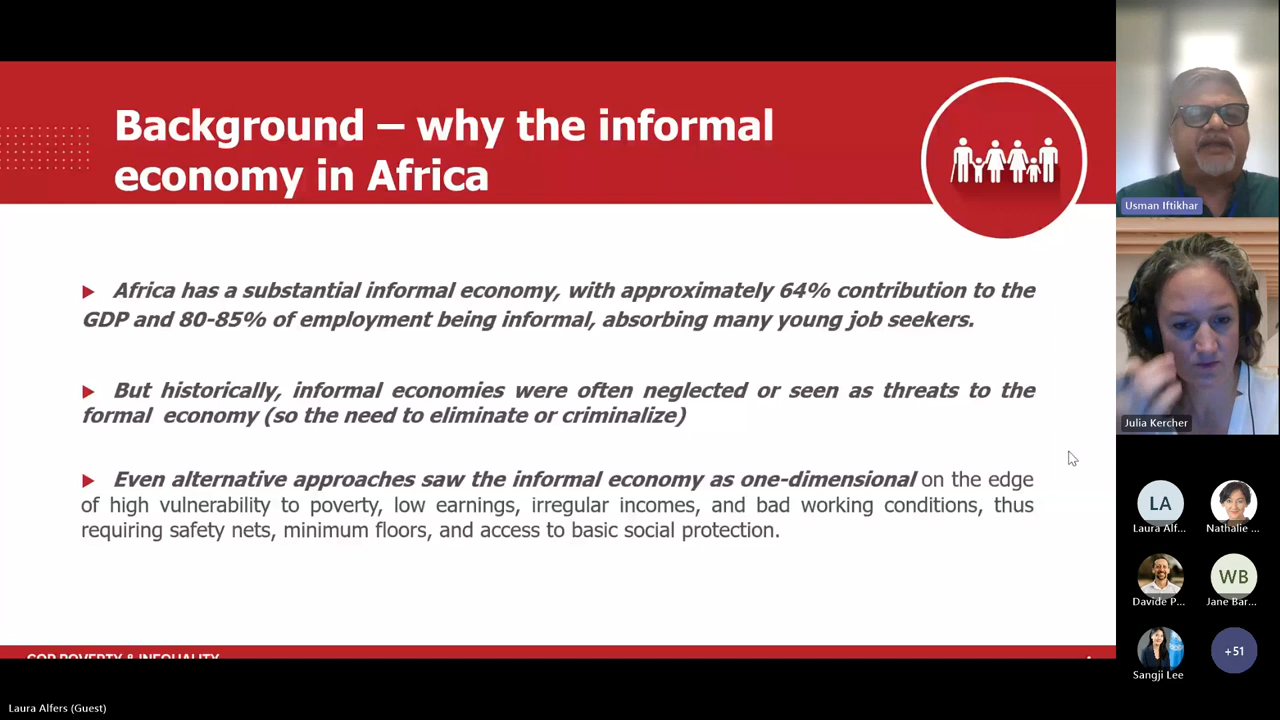 Background – why the informal
economy in Africa
Africa has a substantial informal economy, with approximately 64% contribution to the
GDP and 80-85% of employment being informal, absorbing many young job seekers.
But historically, informal economies were often neglected or seen as threats to the
formal economy (so the need to eliminate or criminalize)
Even alternative approaches saw the informal economy as one-dimensional on the edge
of high vulnerability to poverty, low earnings, irregular incomes, and bad working conditions, thus
requiring safety nets, minimum floors, and access to basic social protection.
COP POVERTY & INEQUALITY
Usman Iftikhar
Julia Kercher
LA
Laura Alf...
Nathalie ...
Davide P...
WB
Jane Bar...
Sangji Lee
+51
Laura Alfers (Guest)